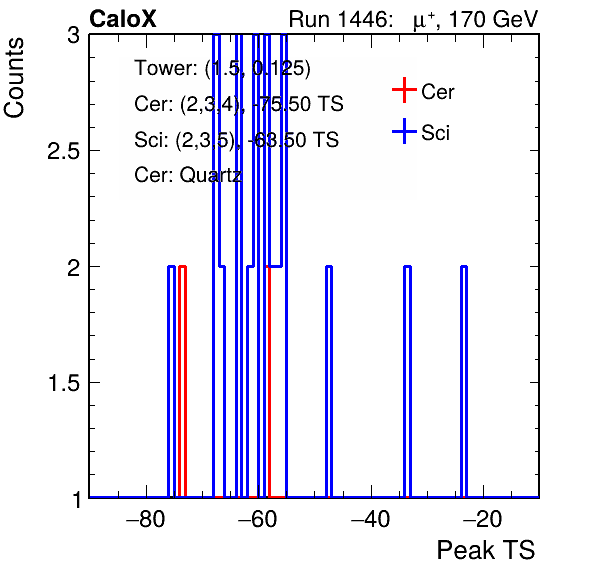 CaloX Run 1446: μ⁺, 170 GeV
Counts
3
2.5
2
1.5
1
Tower: (1.5, 0.125)
Cer: (2,3,4), -75.50 TS
Sci: (2,3,5), -63.50 TS
Cer: Quartz
Cer
Sci
−80 −60 −40 −20
Peak TS